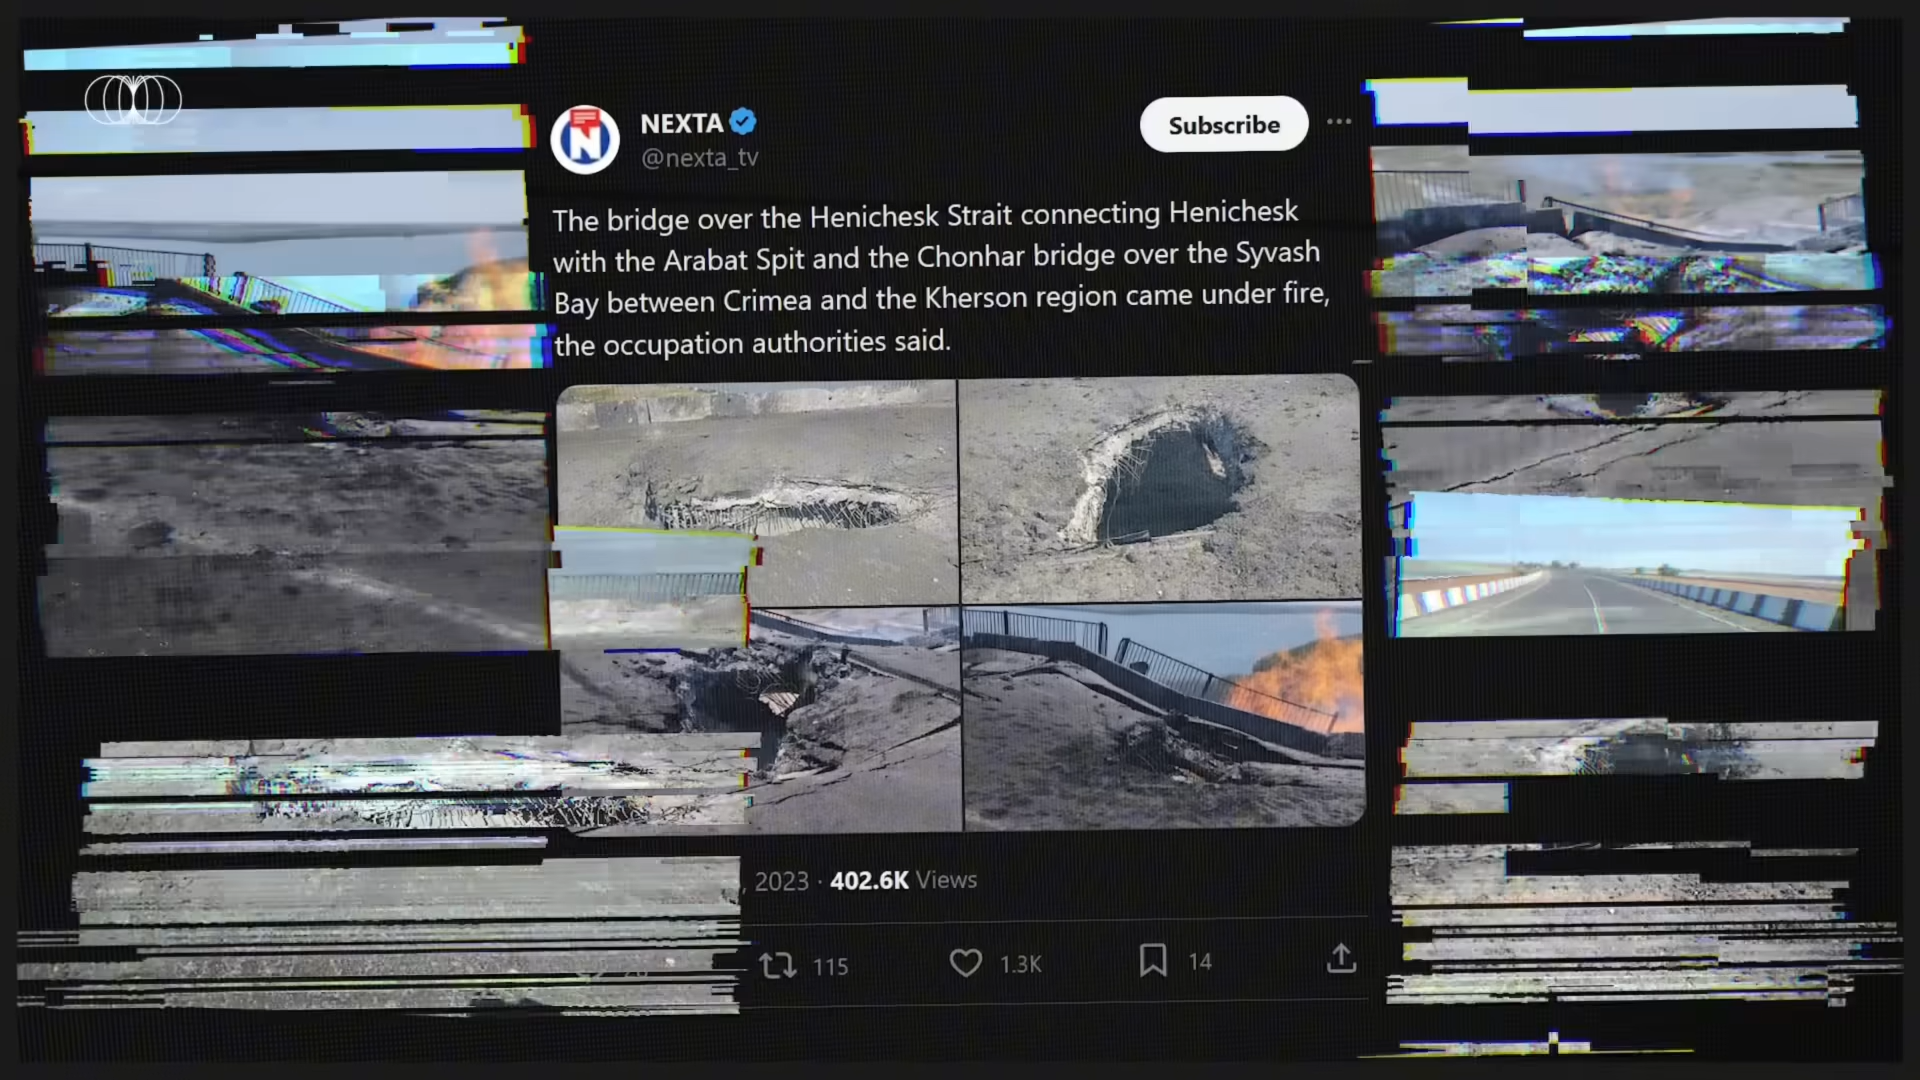 NEXTA
@nexta_tv
Subscribe
The bridge over the Henichesk Strait connecting Henichesk
with the Arabat Spit and the Chonhar bridge over the Syvash
Bay between Crimea and the Kherson region came under fire,
the occupation authorities said.
, 2023 · 402.6K Views
115
1.3K
14